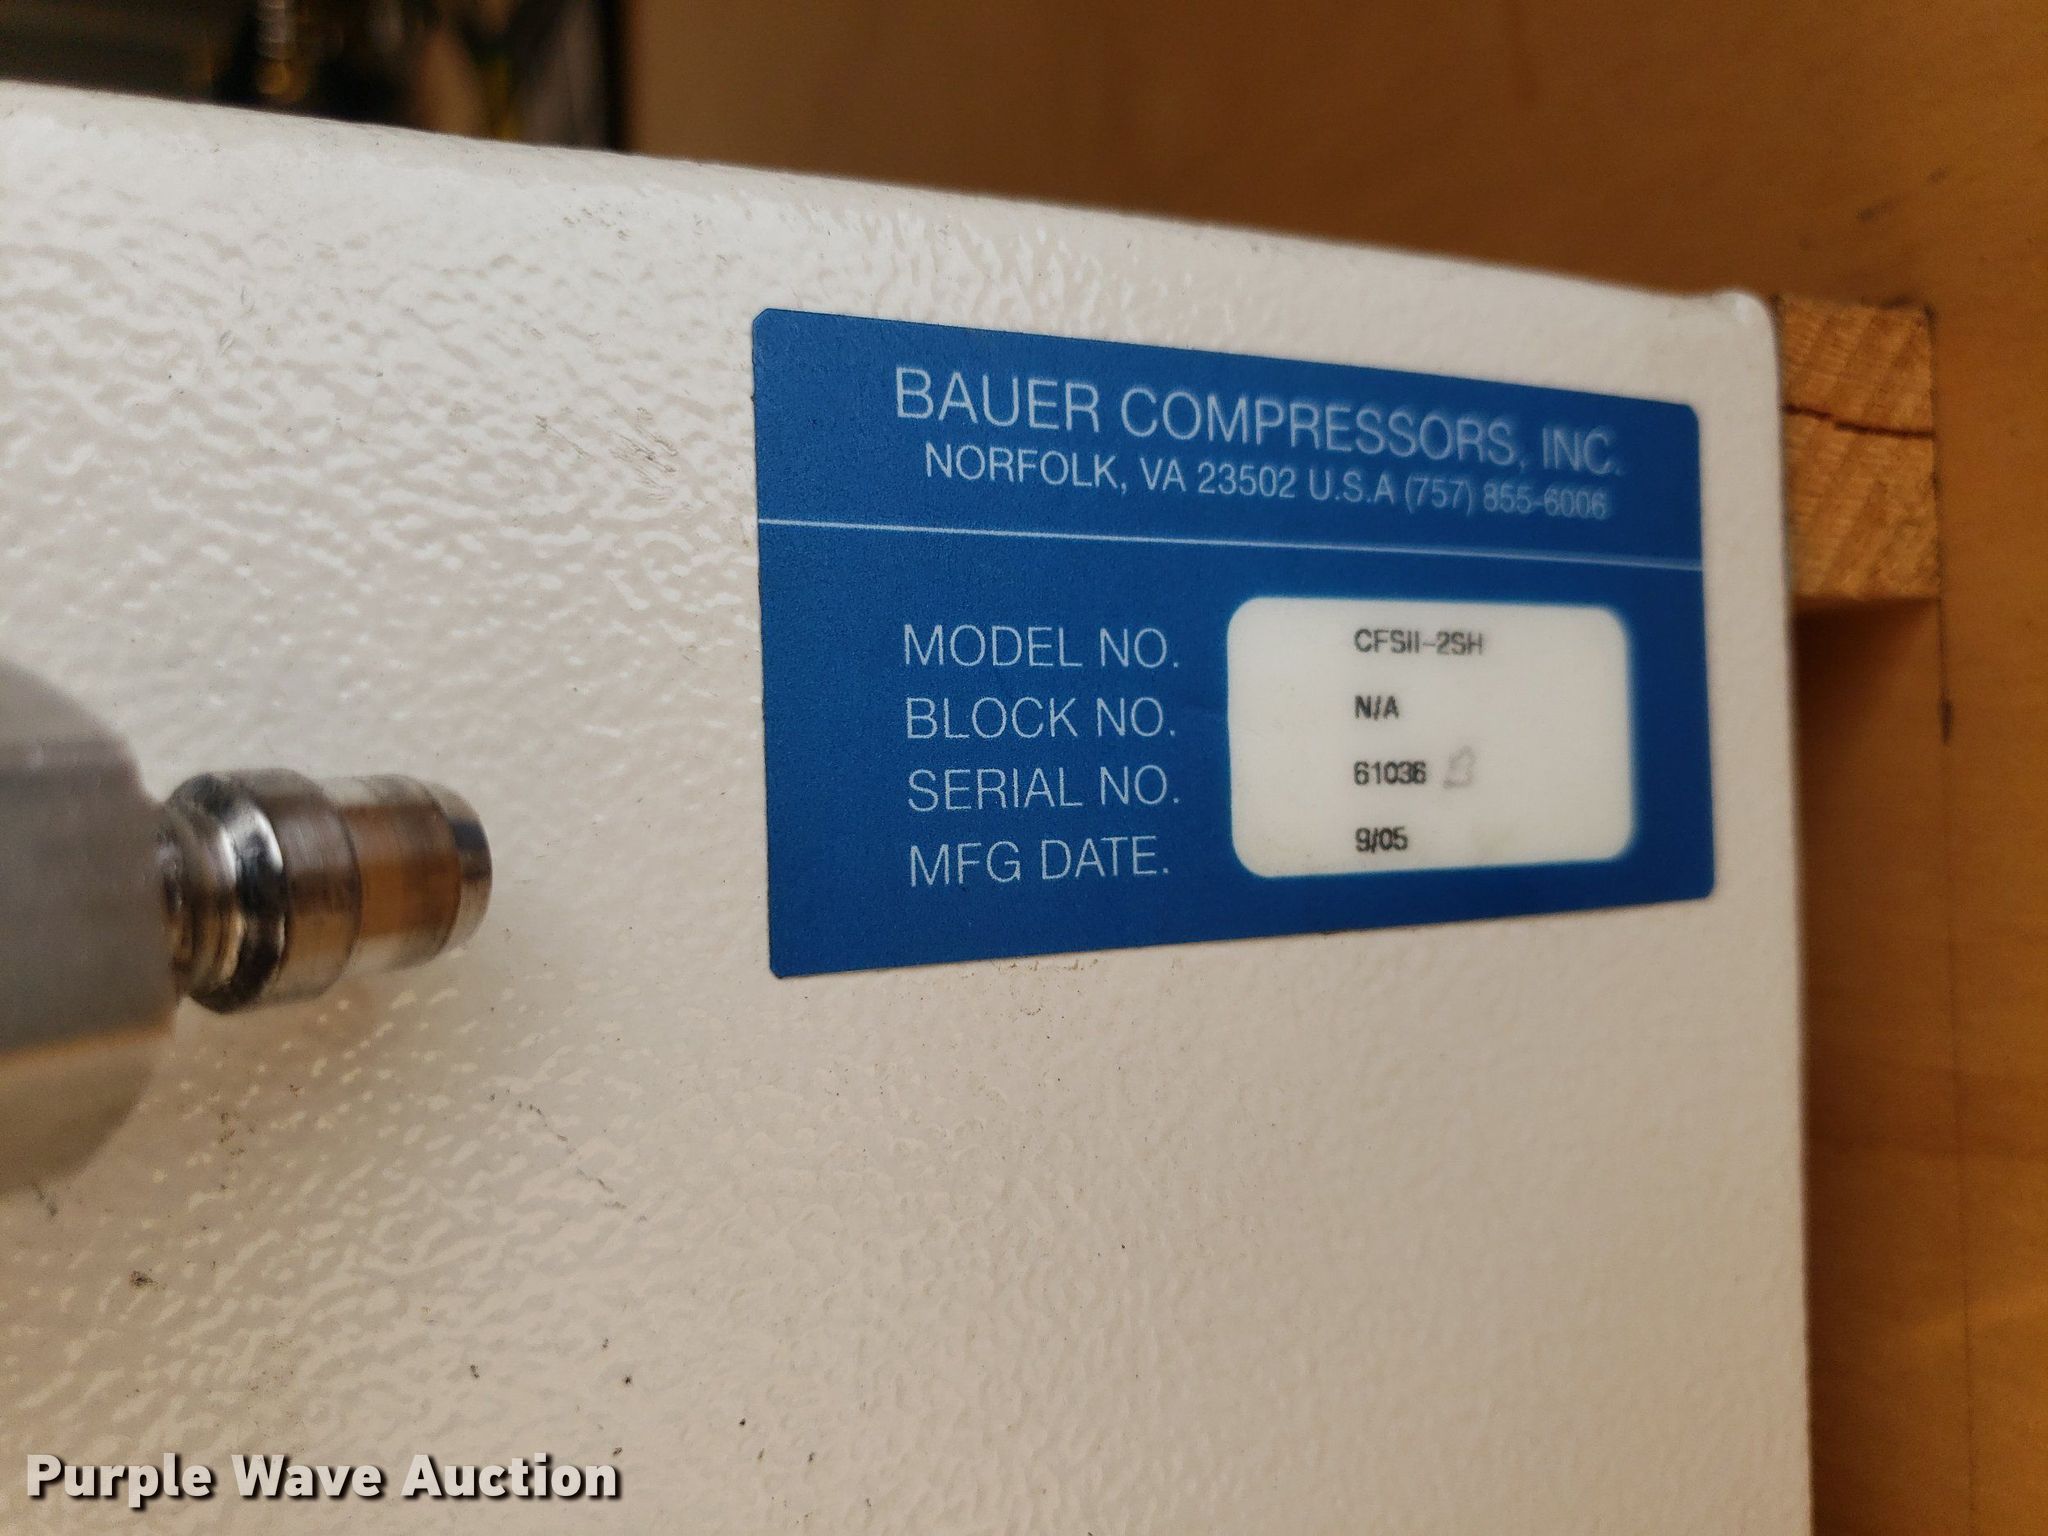 BAUER COMPRESSORS, INC.
NORFOLK, VA 23502 U.S.A (757) 855-6006
MODEL NO. CFSII-2SH
BLOCK NO. N/A
SERIAL NO. 61036
MFG DATE. 9/05
Purple Wave Auction